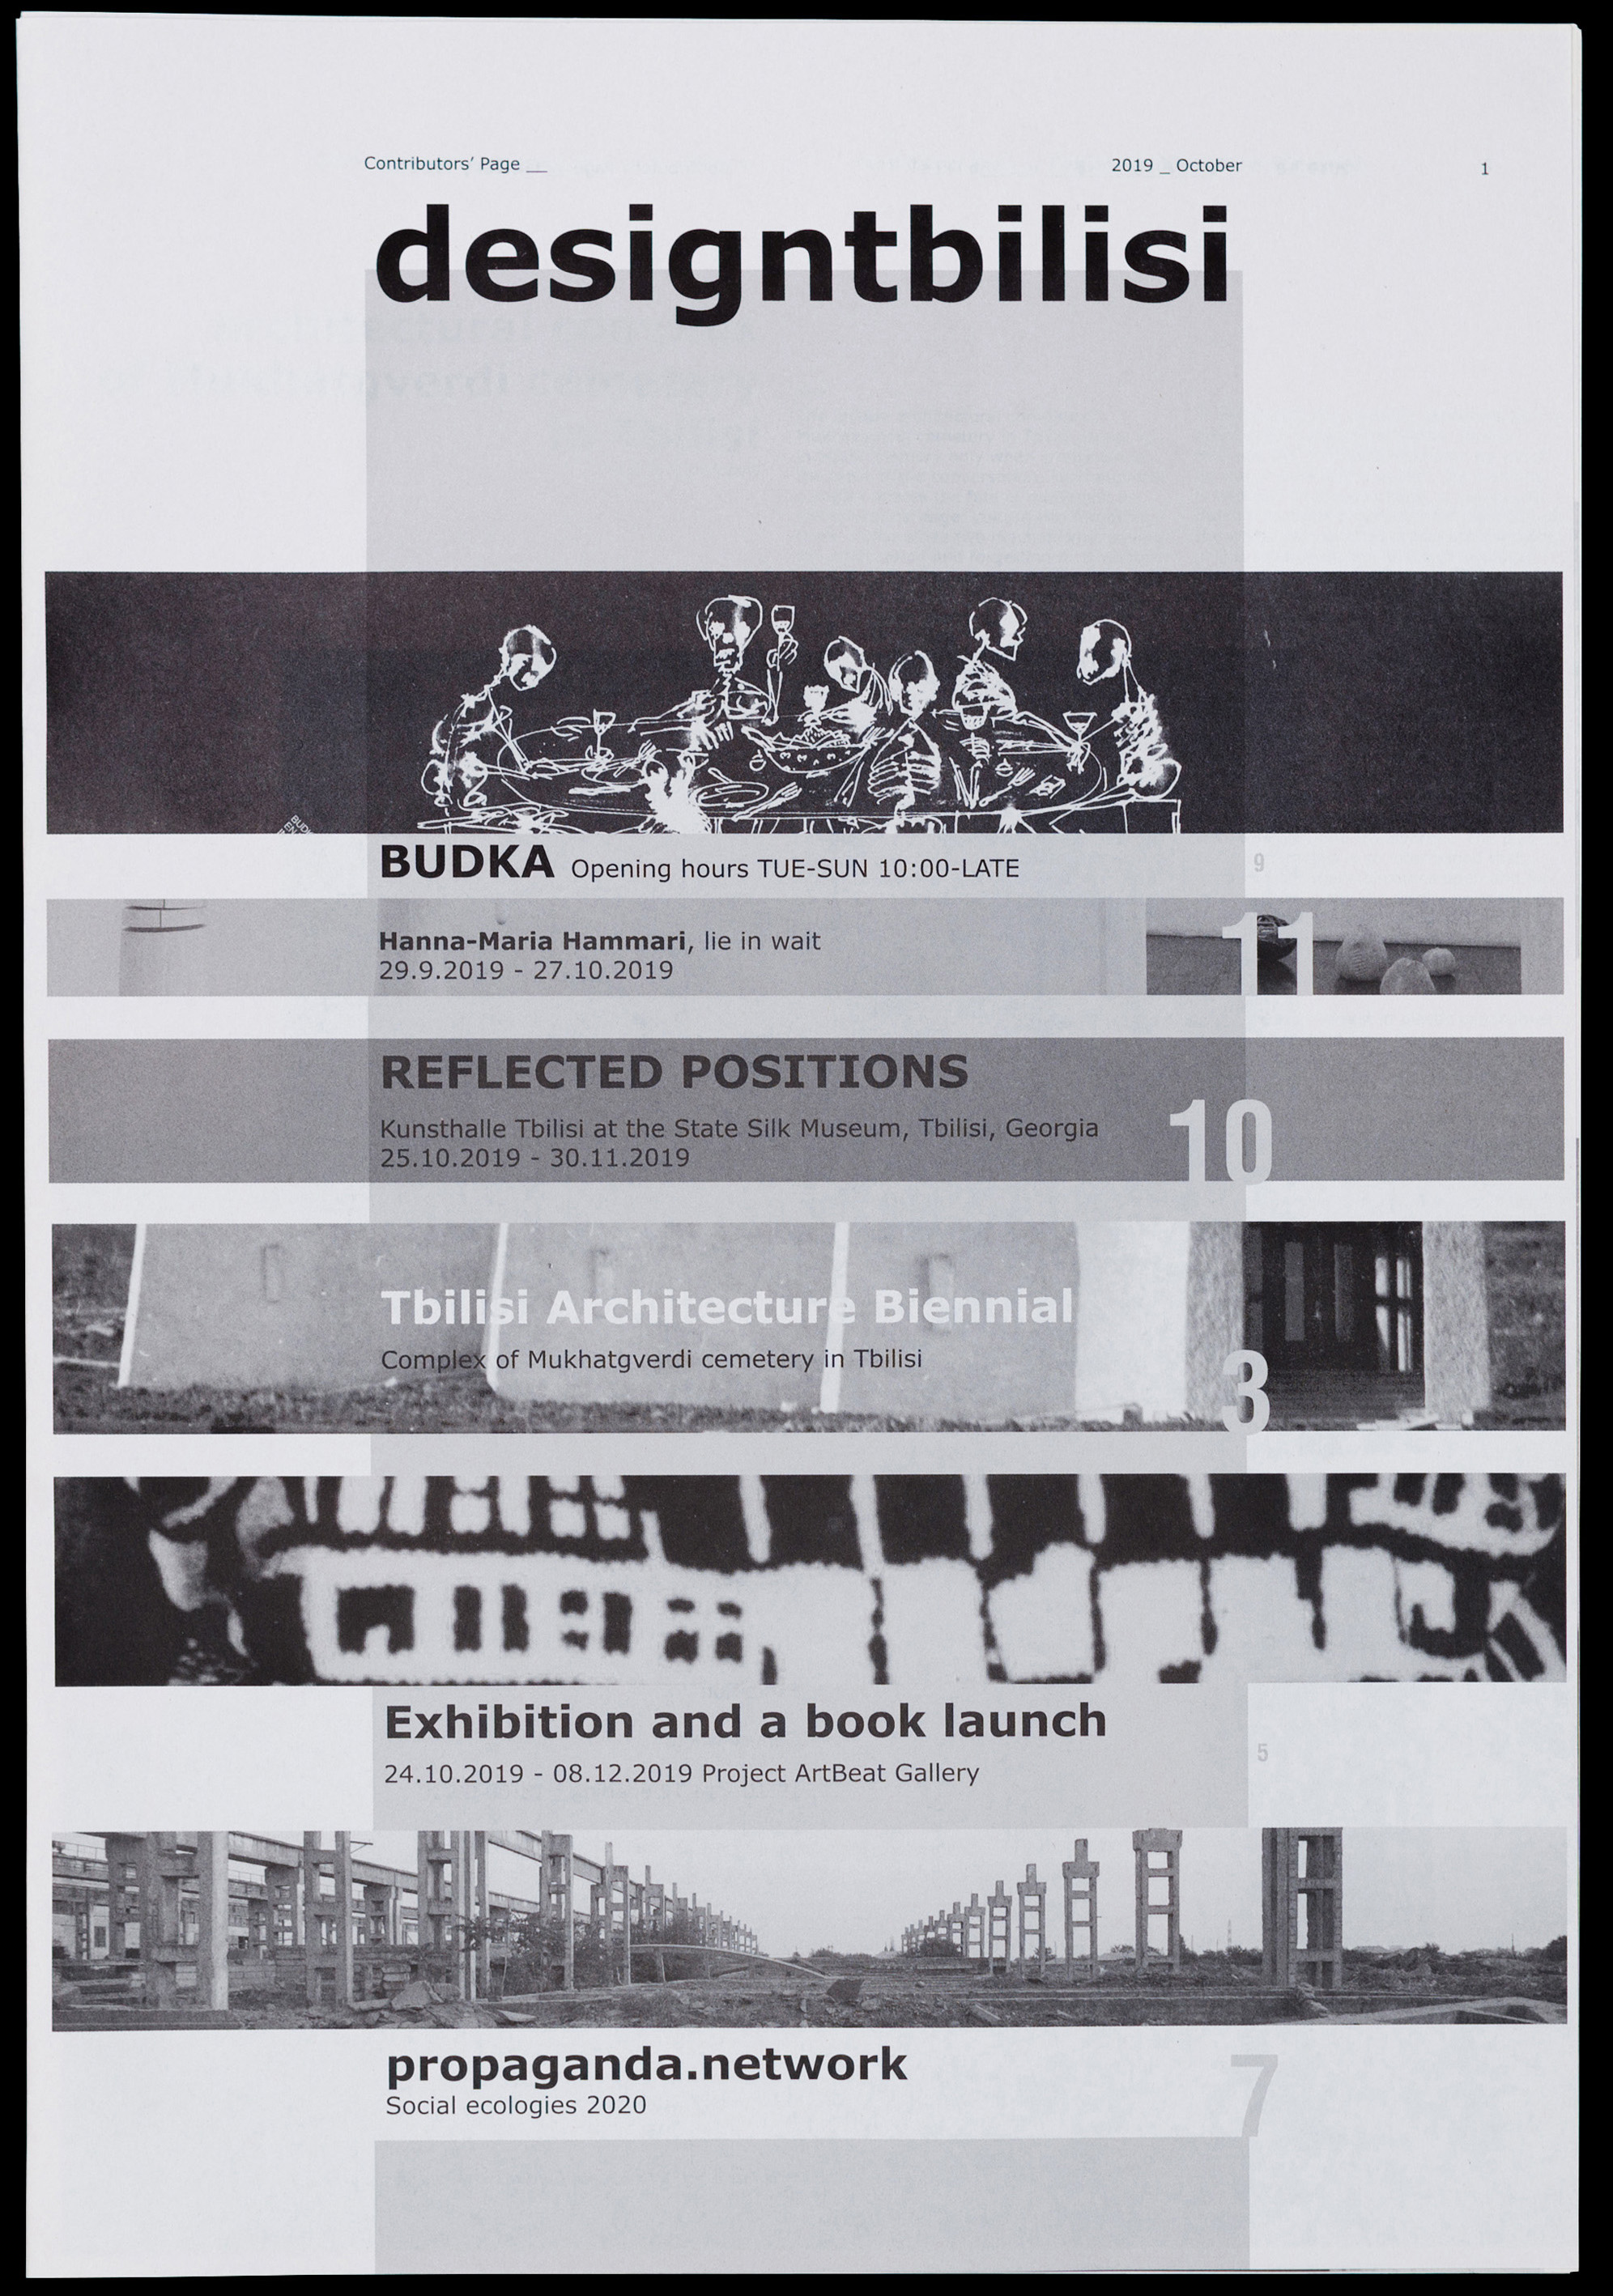 Contributors' Page __
2019 _ October
1
designtbilisi
BUDKA Opening hours TUE-SUN 10:00-LATE
9
Hanna-Maria Hammari, lie in wait
29.9.2019 - 27.10.2019
11
REFLECTED POSITIONS
Kunsthalle Tbilisi at the State Silk Museum, Tbilisi, Georgia
25.10.2019 - 30.11.2019
10
Tbilisi Architecture Biennial
Complex of Mukhatgverdi cemetery in Tbilisi
3
Exhibition and a book launch
24.10.2019 - 08.12.2019 Project ArtBeat Gallery
5
propaganda.network
Social ecologies 2020
7